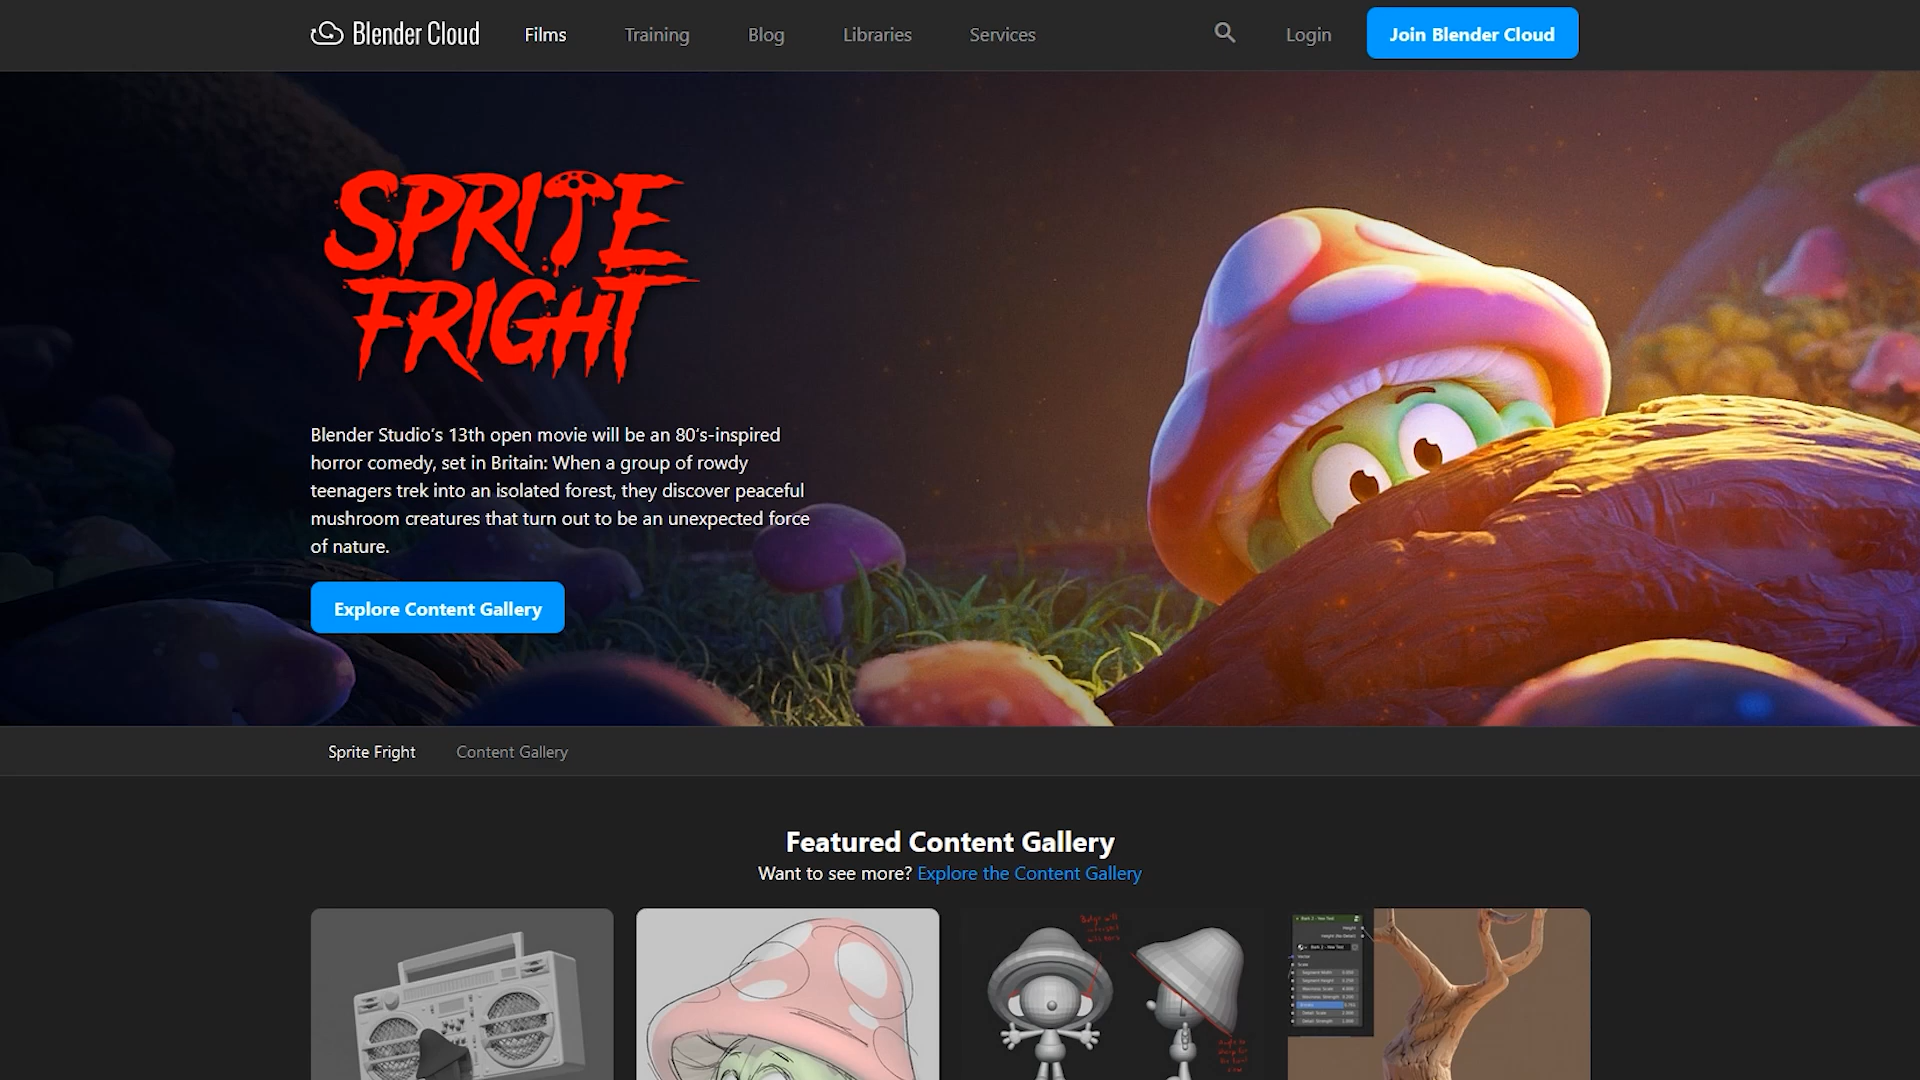 Blender Cloud
Films
Training
Blog
Libraries
Services
Login
Join Blender Cloud
SPRITE
FRIGHT
Blender Studio's 13th open movie will be an 80's-inspired
horror comedy, set in Britain: When a group of rowdy
teenagers trek into an isolated forest, they discover peaceful
mushroom creatures that turn out to be an unexpected force
of nature.
Explore Content Gallery
Sprite Fright
Content Gallery
Featured Content Gallery
Want to see more? Explore the Content Gallery